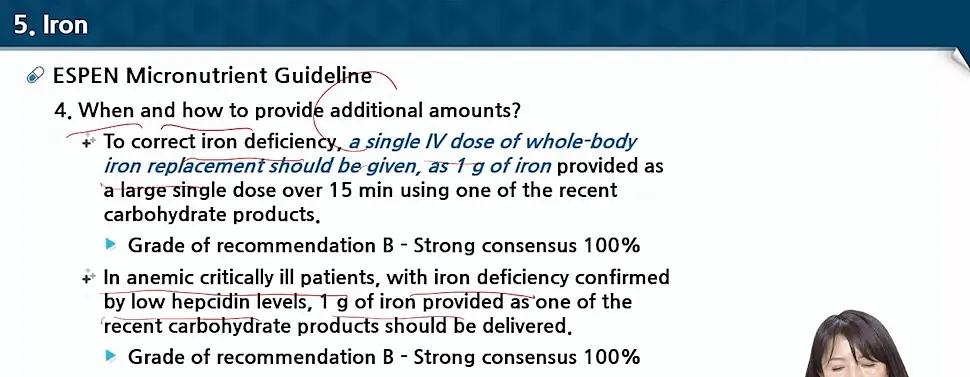 5. Iron
ESPEN Micronutrient Guideline
4. When and how to provide additional amounts?
To correct iron deficiency, a single IV dose of whole-body
iron replacement should be given, as 1 g of iron provided as
a large single dose over 15 min using one of the recent
carbohydrate products.
Grade of recommendation B - Strong consensus 100%
In anemic critically ill patients, with iron deficiency confirmed
by low hepcidin levels, 1 g of iron provided as one of the
recent carbohydrate products should be delivered.
Grade of recommendation B - Strong consensus 100%